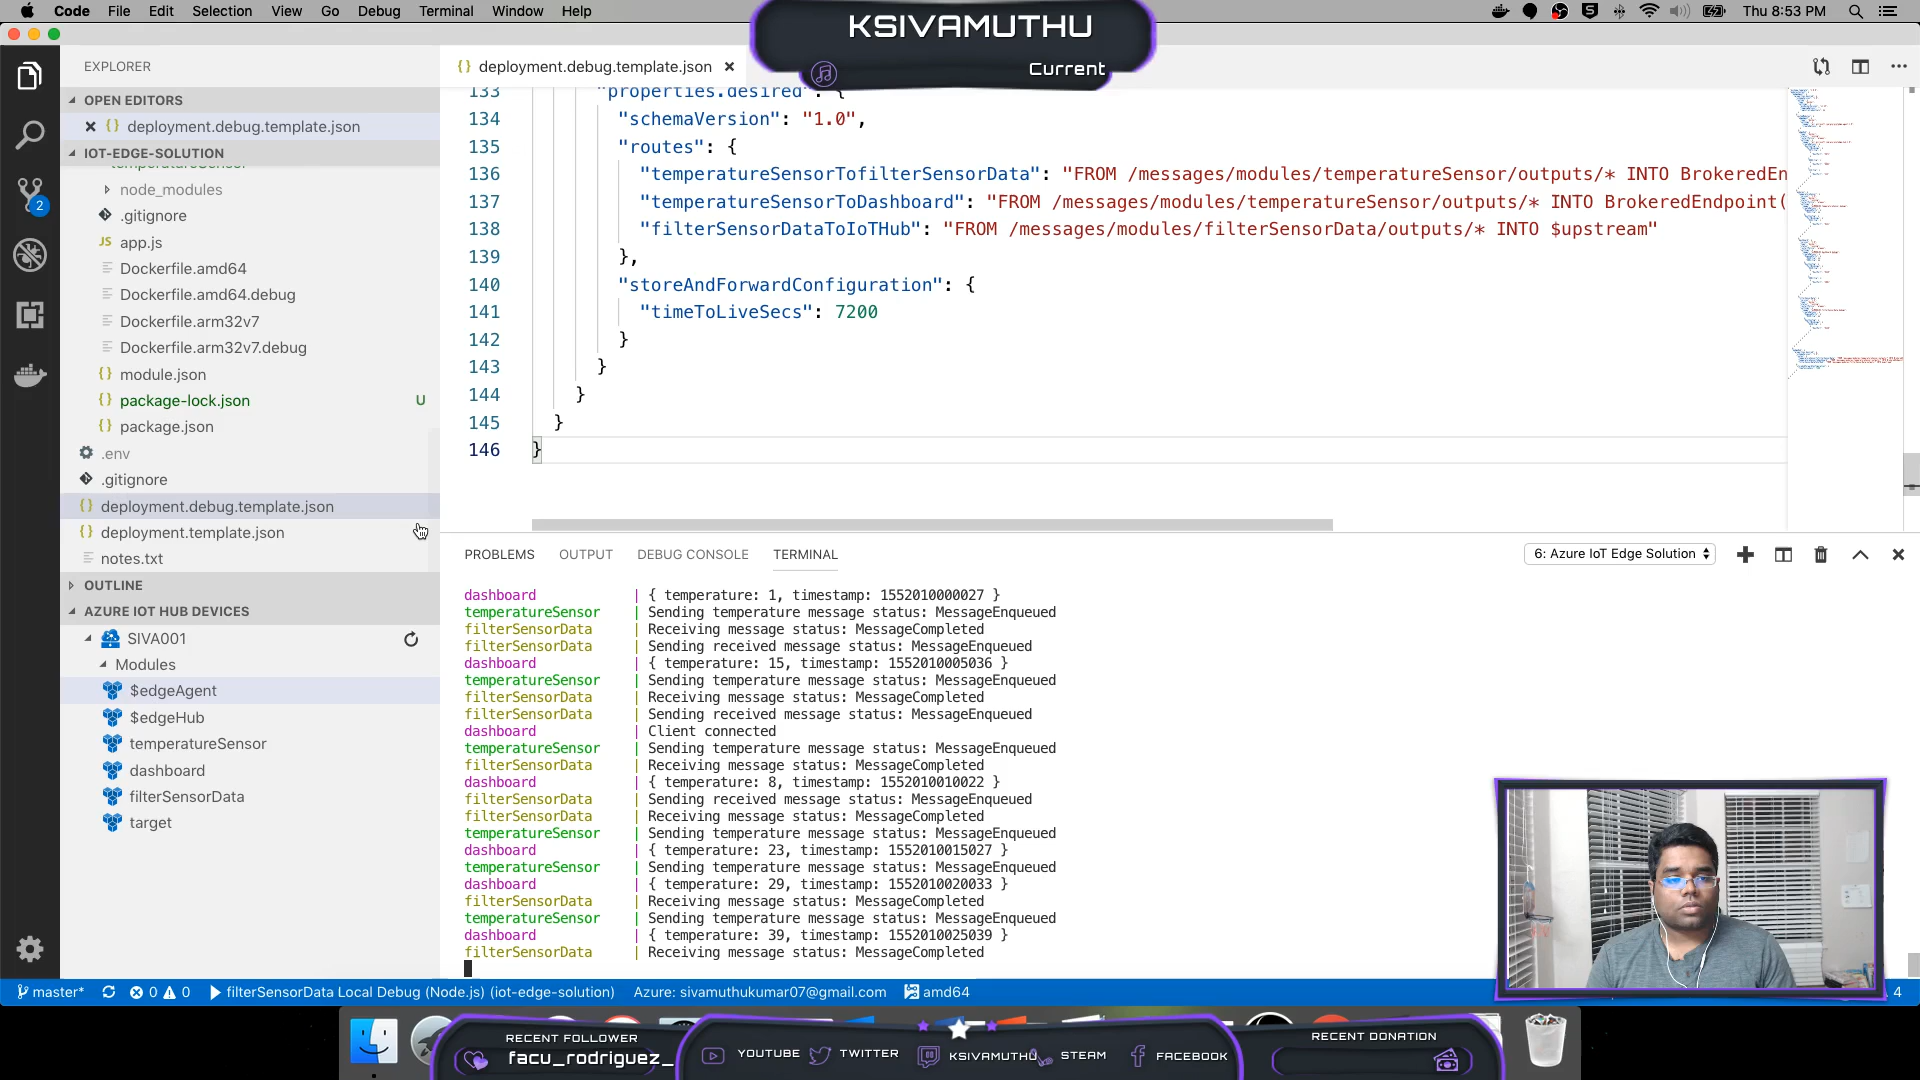 Code File Edit Selection View Go Debug Terminal Window Help
Thu 8:53 PM
KSIVAMUTHU
Current
EXPLORER
OPEN EDITORS
deployment.debug.template.json
IOT-EDGE-SOLUTION
temperatureSensor
node_modules
.gitignore
JS app.js
Dockerfile.amd64
Dockerfile.amd64.debug
Dockerfile.arm32v7
Dockerfile.arm32v7.debug
module.json
package-lock.json U
package.json
.env
.gitignore
deployment.debug.template.json
deployment.template.json
notes.txt
OUTLINE
AZURE IOT HUB DEVICES
SIVA001
Modules
$edgeAgent
$edgeHub
temperatureSensor
dashboard
filterSensorData
target
2
deployment.debug.template.json
133 "properties.desired": {
134 "schemaVersion": "1.0",
135 "routes": {
136 "temperatureSensorTofilterSensorData": "FROM /messages/modules/temperatureSensor/outputs/* INTO BrokeredEn
137 "temperatureSensorToDashboard": "FROM /messages/modules/temperatureSensor/outputs/* INTO BrokeredEndpoint(
138 "filterSensorDataToIoTHub": "FROM /messages/modules/filterSensorData/outputs/* INTO $upstream"
139 },
140 "storeAndForwardConfiguration": {
141 "timeToLiveSecs": 7200
142 }
143 }
144 }
145 }
146 }
PROBLEMS OUTPUT DEBUG CONSOLE TERMINAL
6: Azure IoT Edge Solution
dashboard | { temperature: 1, timestamp: 1552010000027 }
temperatureSensor | Sending temperature message status: MessageEnqueued
filterSensorData | Receiving message status: MessageCompleted
filterSensorData | Sending received message status: MessageEnqueued
dashboard | { temperature: 15, timestamp: 1552010005036 }
temperatureSensor | Sending temperature message status: MessageEnqueued
filterSensorData | Receiving message status: MessageCompleted
filterSensorData | Sending received message status: MessageEnqueued
dashboard | Client connected
temperatureSensor | Sending temperature message status: MessageEnqueued
filterSensorData | Receiving message status: MessageCompleted
dashboard | { temperature: 8, timestamp: 1552010010022 }
filterSensorData | Sending received message status: MessageEnqueued
filterSensorData | Receiving message status: MessageCompleted
temperatureSensor | Sending temperature message status: MessageEnqueued
dashboard | { temperature: 23, timestamp: 1552010015027 }
temperatureSensor | Sending temperature message status: MessageEnqueued
dashboard | { temperature: 29, timestamp: 1552010020033 }
filterSensorData | Receiving message status: MessageCompleted
temperatureSensor | Sending temperature message status: MessageEnqueued
dashboard | { temperature: 39, timestamp: 1552010025039 }
filterSensorData | Receiving message status: MessageCompleted
master* 0 0 filterSensorData Local Debug (Node.js) (iot-edge-solution) Azure: sivamuthukumar07@gmail.com amd64 4
RECENT FOLLOWER
facu_rodriguez_
YOUTUBE TWITTER KSIVAMUTHU STEAM FACEBOOK
RECENT DONATION